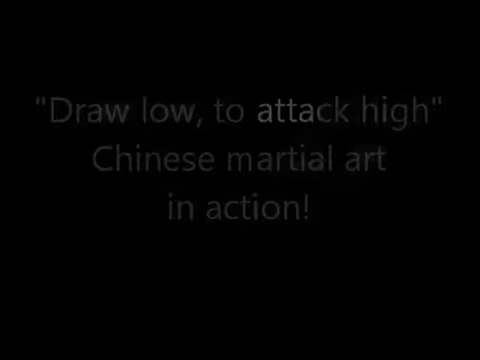 "Draw low, to attack high"
Chinese martial art
in action!